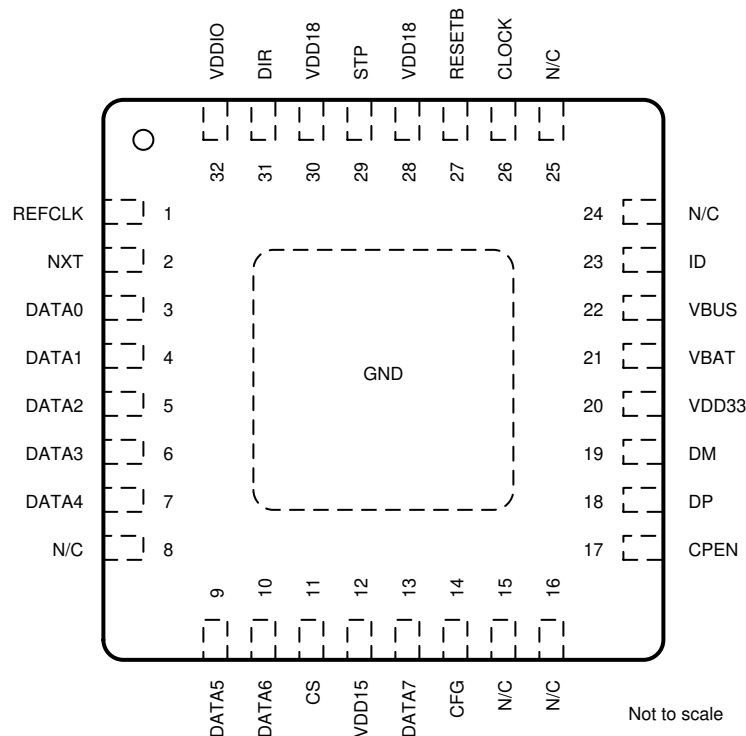 VDDIO DIR VDD18 STP VDD18 RESETB CLOCK N/C
32 31 30 29 28 27 26 25
REFCLK 1 24 N/C
NXT 2 23 ID
DATA0 3 22 VBUS
DATA1 4 21 VBAT
GND
DATA2 5 20 VDD33
DATA3 6 19 DM
DATA4 7 18 DP
N/C 8 17 CPEN
9 10 11 12 13 14 15 16
DATA5 DATA6 CS VDD15 DATA7 CFG N/C N/C
Not to scale